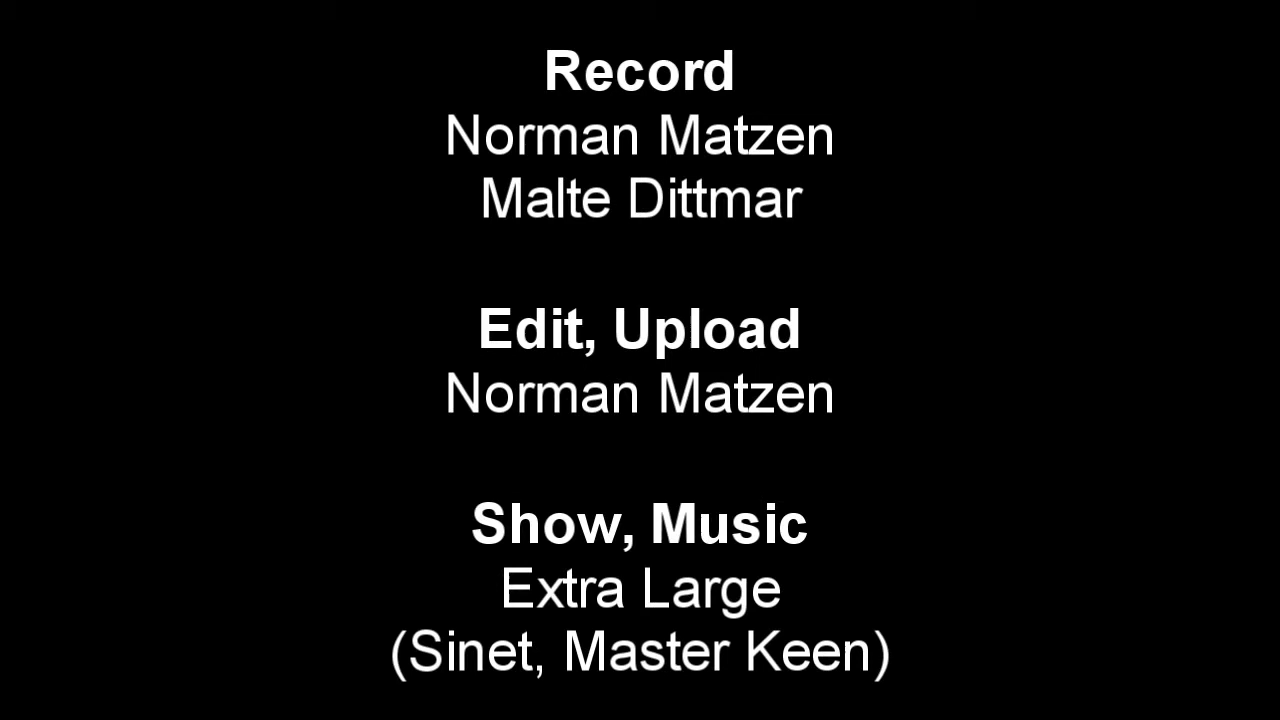 Record
Norman Matzen
Malte Dittmar
Edit, Upload
Norman Matzen
Show, Music
Extra Large
(Sinet, Master Keen)